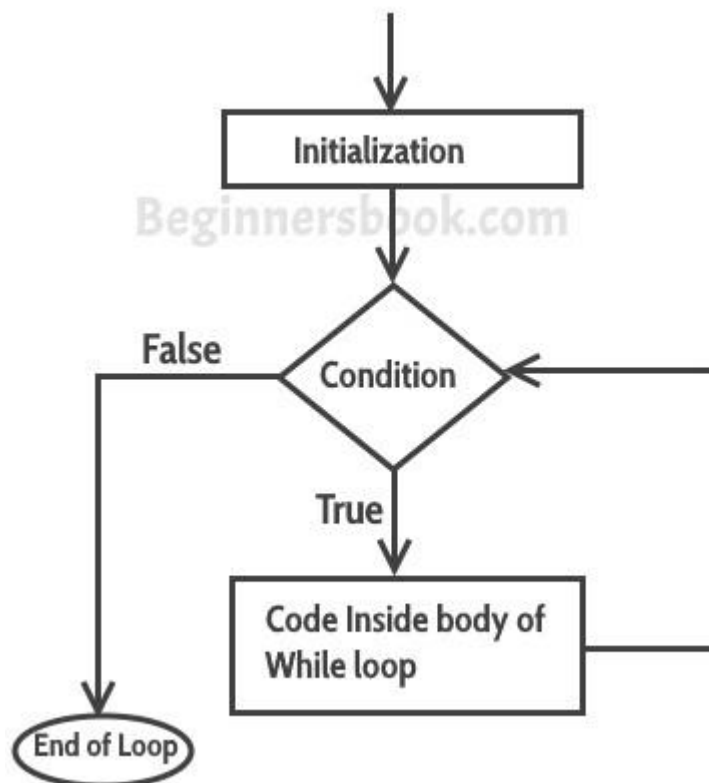 Initialization
Beginnersbook.com
False
Condition
True
Code Inside body of
While loop
End of Loop